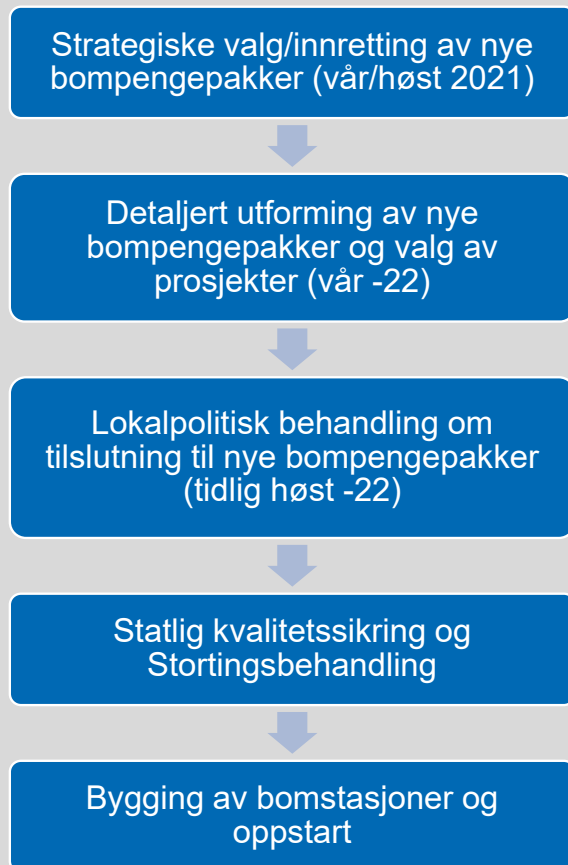 Strategiske valg/innretting av nye
bompengepakker (vår/høst 2021)
Detaljert utforming av nye
bompengepakker og valg av
prosjekter (vår -22)
Lokalpolitisk behandling om
tilslutning til nye bompengepakker
(tidlig høst -22)
Statlig kvalitetssikring og
Stortingsbehandling
Bygging av bomstasjoner og
oppstart